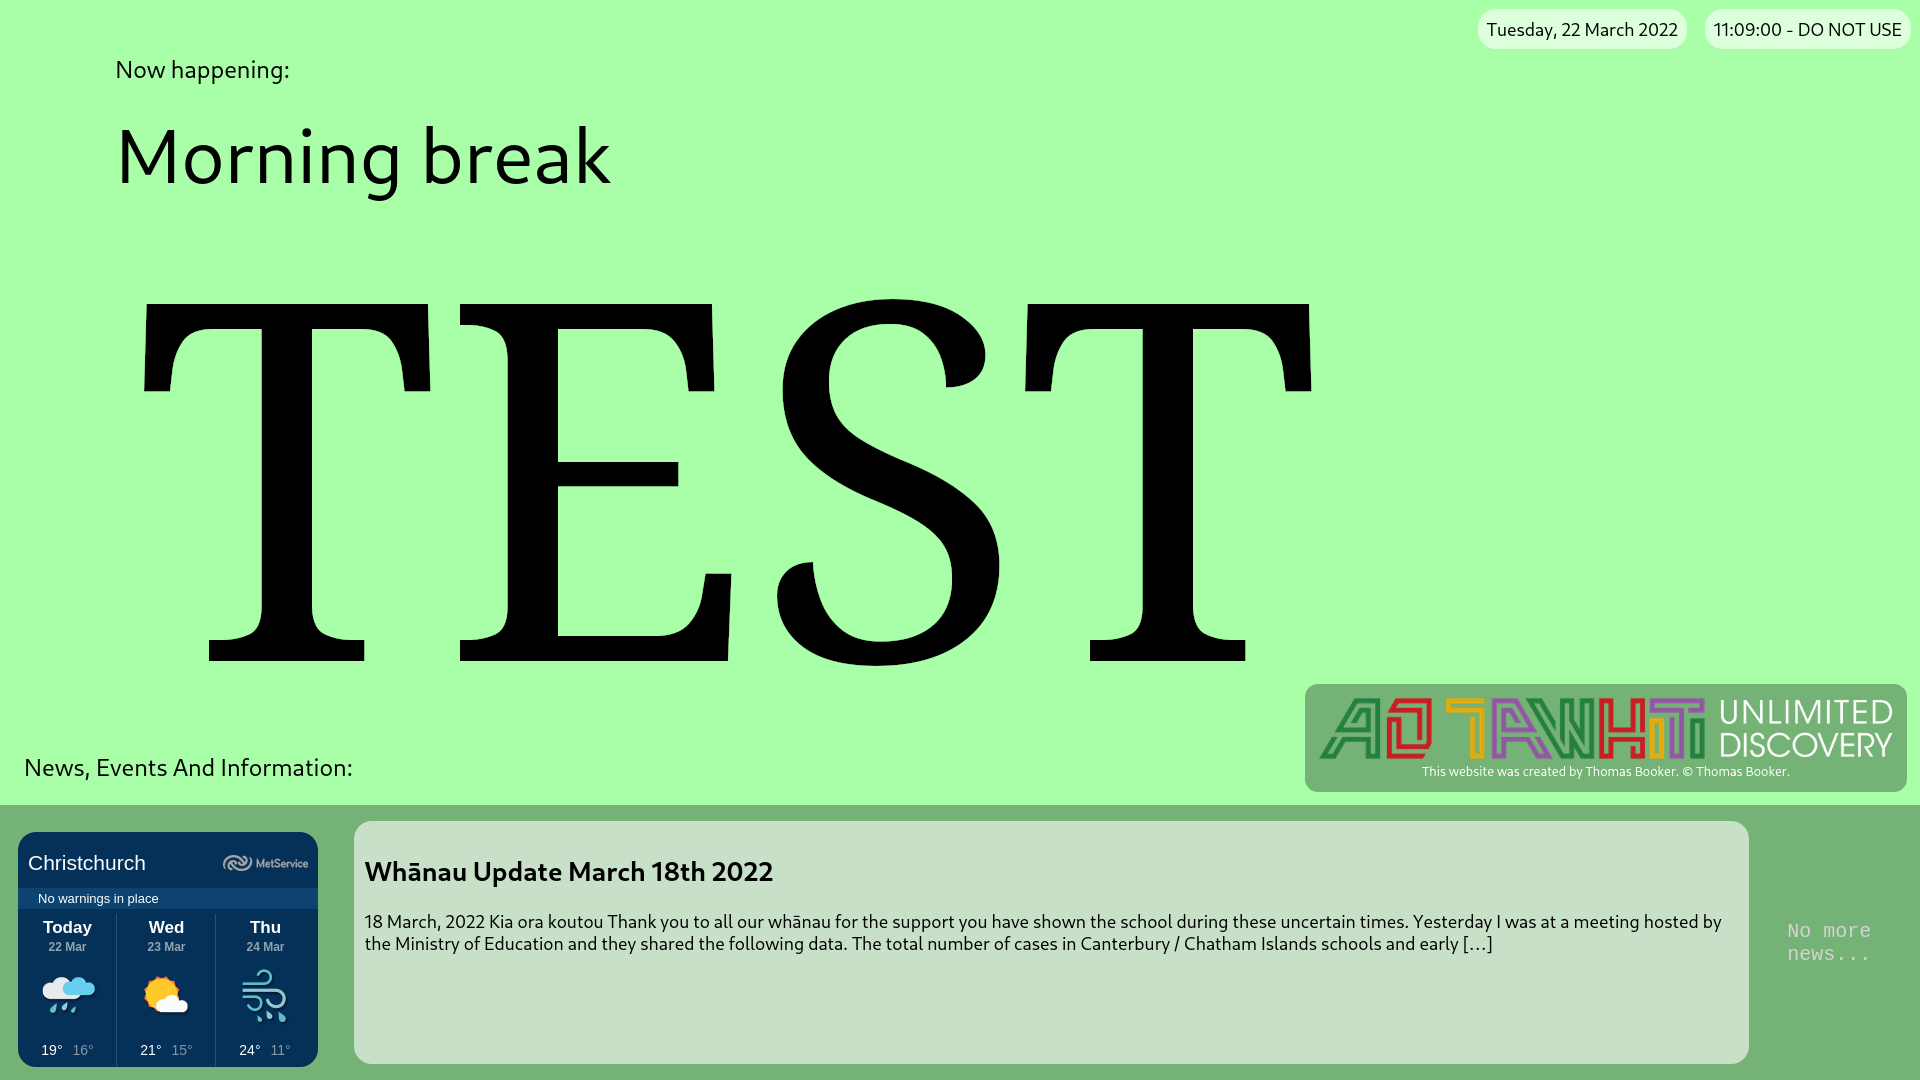 Tuesday, 22 March 2022
11:09:00 - DO NOT USE
Now happening:
Morning break
TEST
AO TAWHITI
UNLIMITED
DISCOVERY
This website was created by Thomas Booker. © Thomas Booker.
News, Events And Information:
Christchurch
MetService
No warnings in place
Today
22 Mar
19° 16°
Wed
23 Mar
21° 15°
Thu
24 Mar
24° 11°
Whānau Update March 18th 2022
18 March, 2022 Kia ora koutou Thank you to all our whānau for the support you have shown the school during these uncertain times. Yesterday I was at a meeting hosted by
the Ministry of Education and they shared the following data. The total number of cases in Canterbury / Chatham Islands schools and early […]
No more
news...